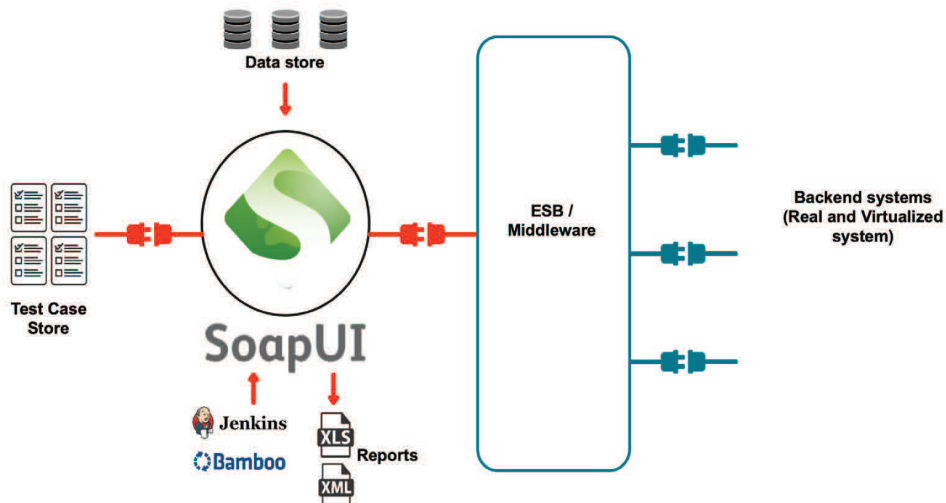 Data store
Test Case
Store
SoapUI
Jenkins
Bamboo
XLS
XML
Reports
ESB /
Middleware
Backend systems
(Real and Virtualized
system)